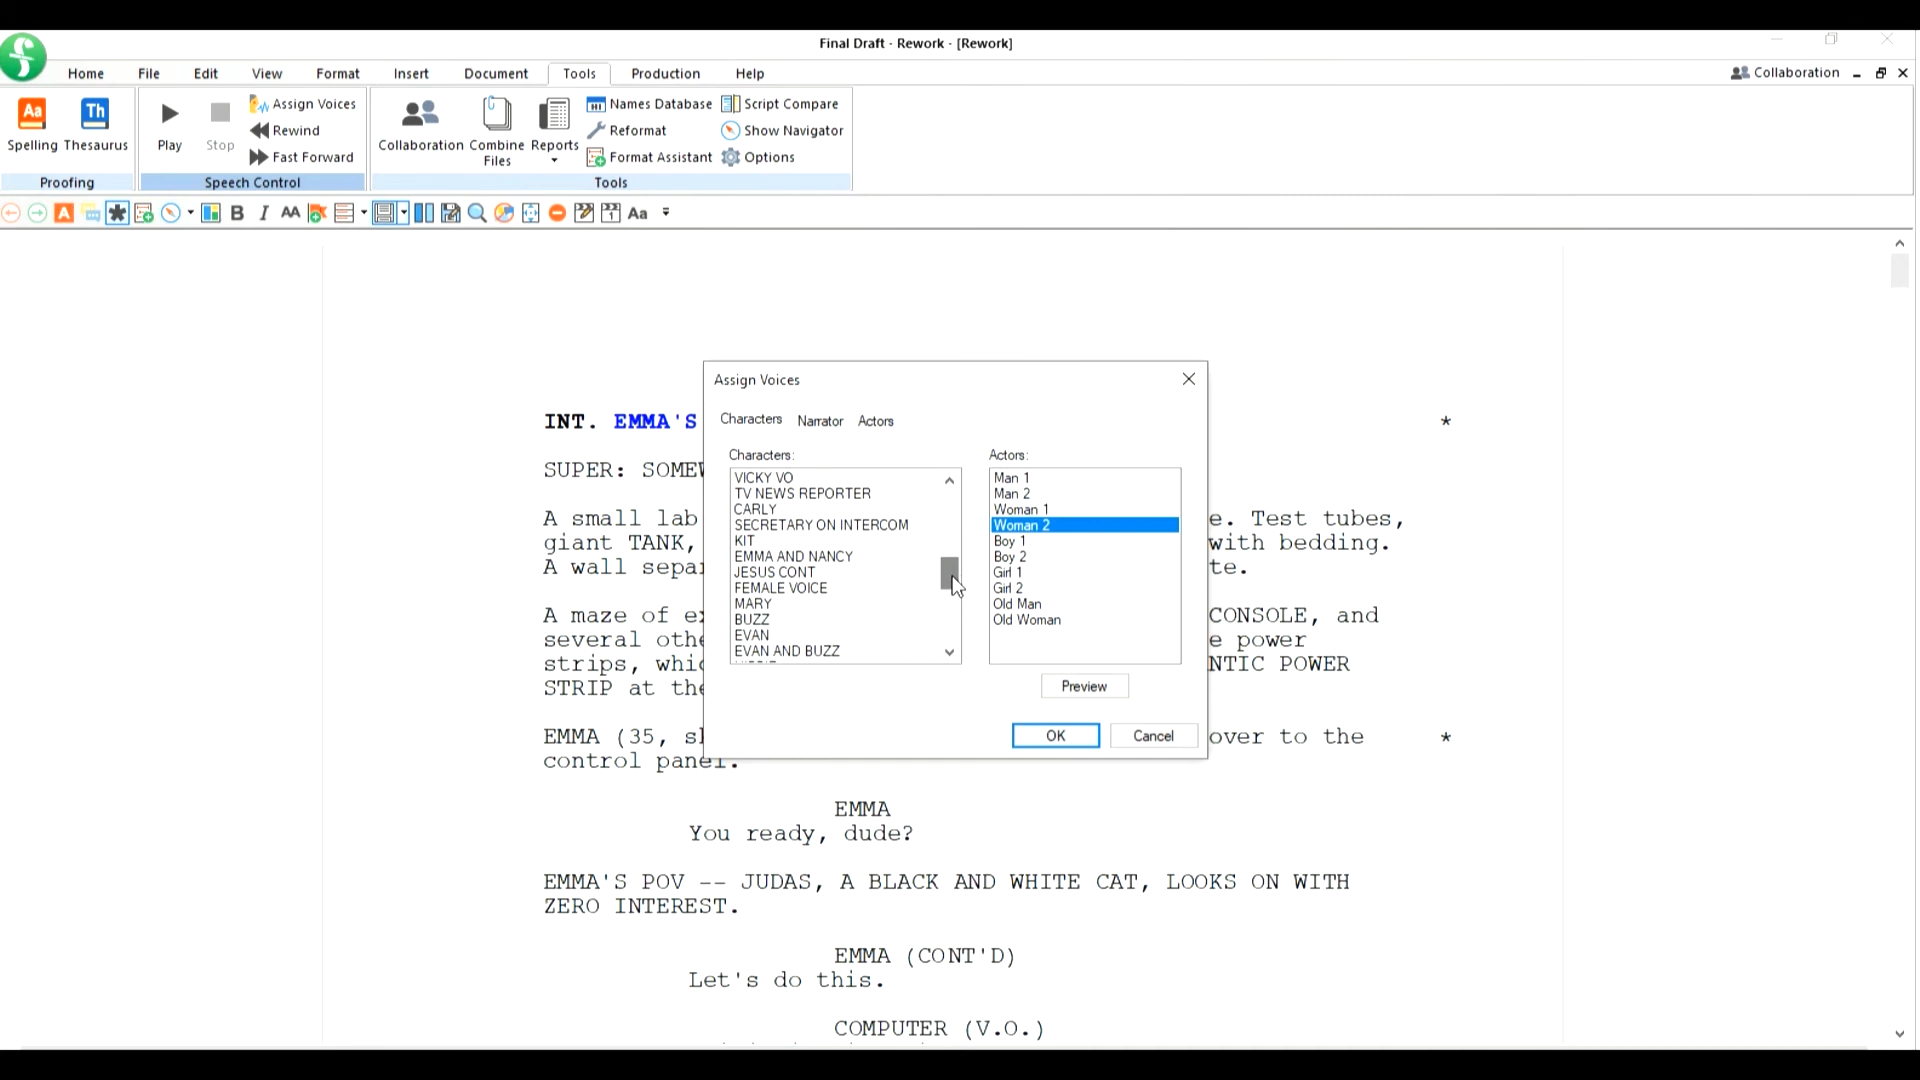 Final Draft - Rework - [Rework]
Home File Edit View Format Insert Document Tools Production Help Collaboration
Aa Th Assign Voices Names Database Script Compare
Rewind Reformat Show Navigator
Spelling Thesaurus Play Stop Collaboration Combine Files Reports
Fast Forward Format Assistant Options
Proofing Speech Control Tools
A B I AA Aa
Assign Voices
Characters Narrator Actors
Characters: Actors:
VICKY VO Man 1
TV NEWS REPORTER Man 2
CARLY Woman 1
SECRETARY ON INTERCOM Woman 2
KIT Boy 1
EMMA AND NANCY Boy 2
JESUS CONT Girl 1
FEMALE VOICE Girl 2
MARY Old Man
BUZZ Old Woman
EVAN
EVAN AND BUZZ
Preview
OK Cancel
INT. EMMA'S *
SUPER:
A small lab e. Test tubes,
giant TANK, with bedding.
A wall te.
A maze of CONSOLE, and
several e power
strips, NTIC POWER
STRIP at
EMMA (35, over to the *
control panel.
EMMA
You ready, dude?
EMMA'S POV -- JUDAS, A BLACK AND WHITE CAT, LOOKS ON WITH
ZERO INTEREST.
EMMA (CONT'D)
Let's do this.
COMPUTER (V.O.)